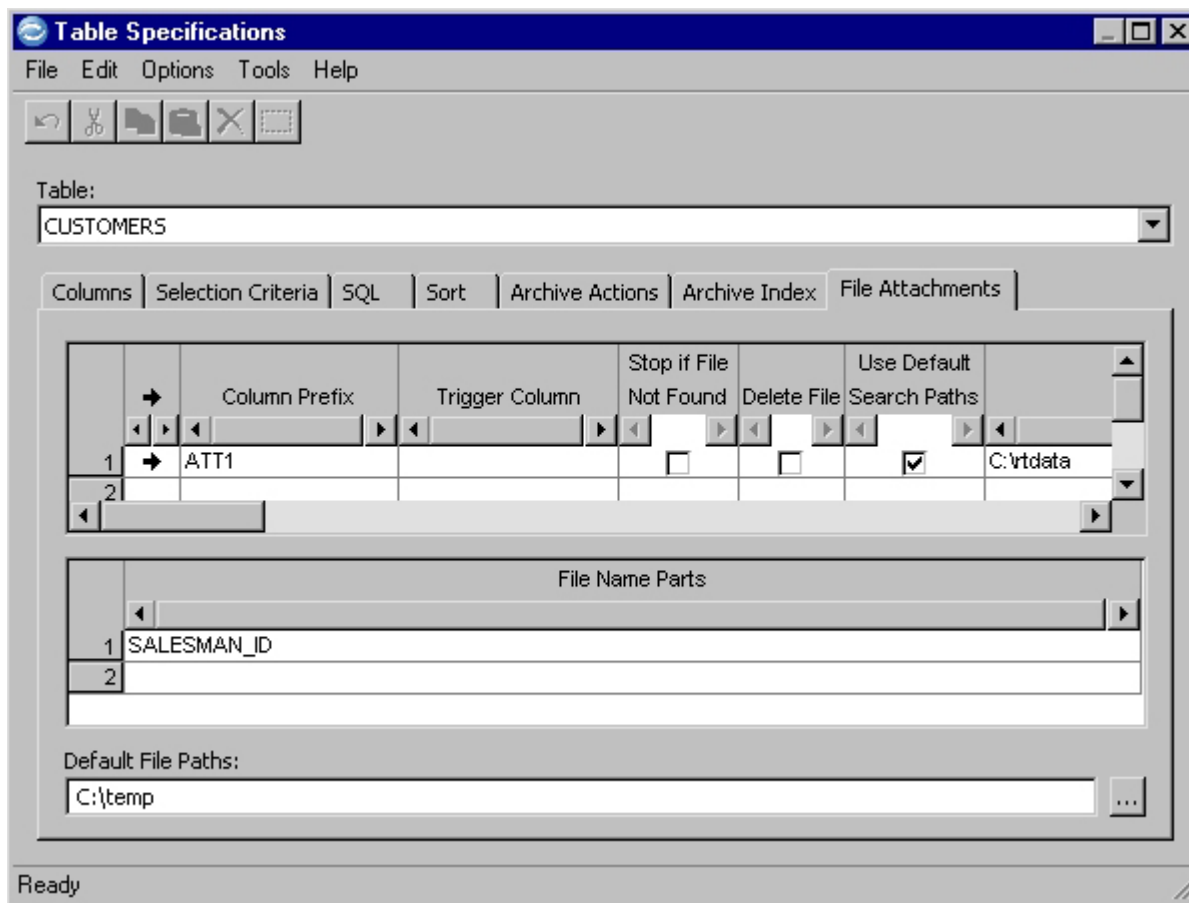 Table Specifications
File Edit Options Tools Help
Table:
CUSTOMERS
Columns Selection Criteria SQL Sort Archive Actions Archive Index File Attachments
Stop if File Use Default
Column Prefix Trigger Column Not Found Delete File Search Paths
1 ATT1 C:\rtdata
2
File Name Parts
1 SALESMAN_ID
2
Default File Paths:
C:\temp
...
Ready